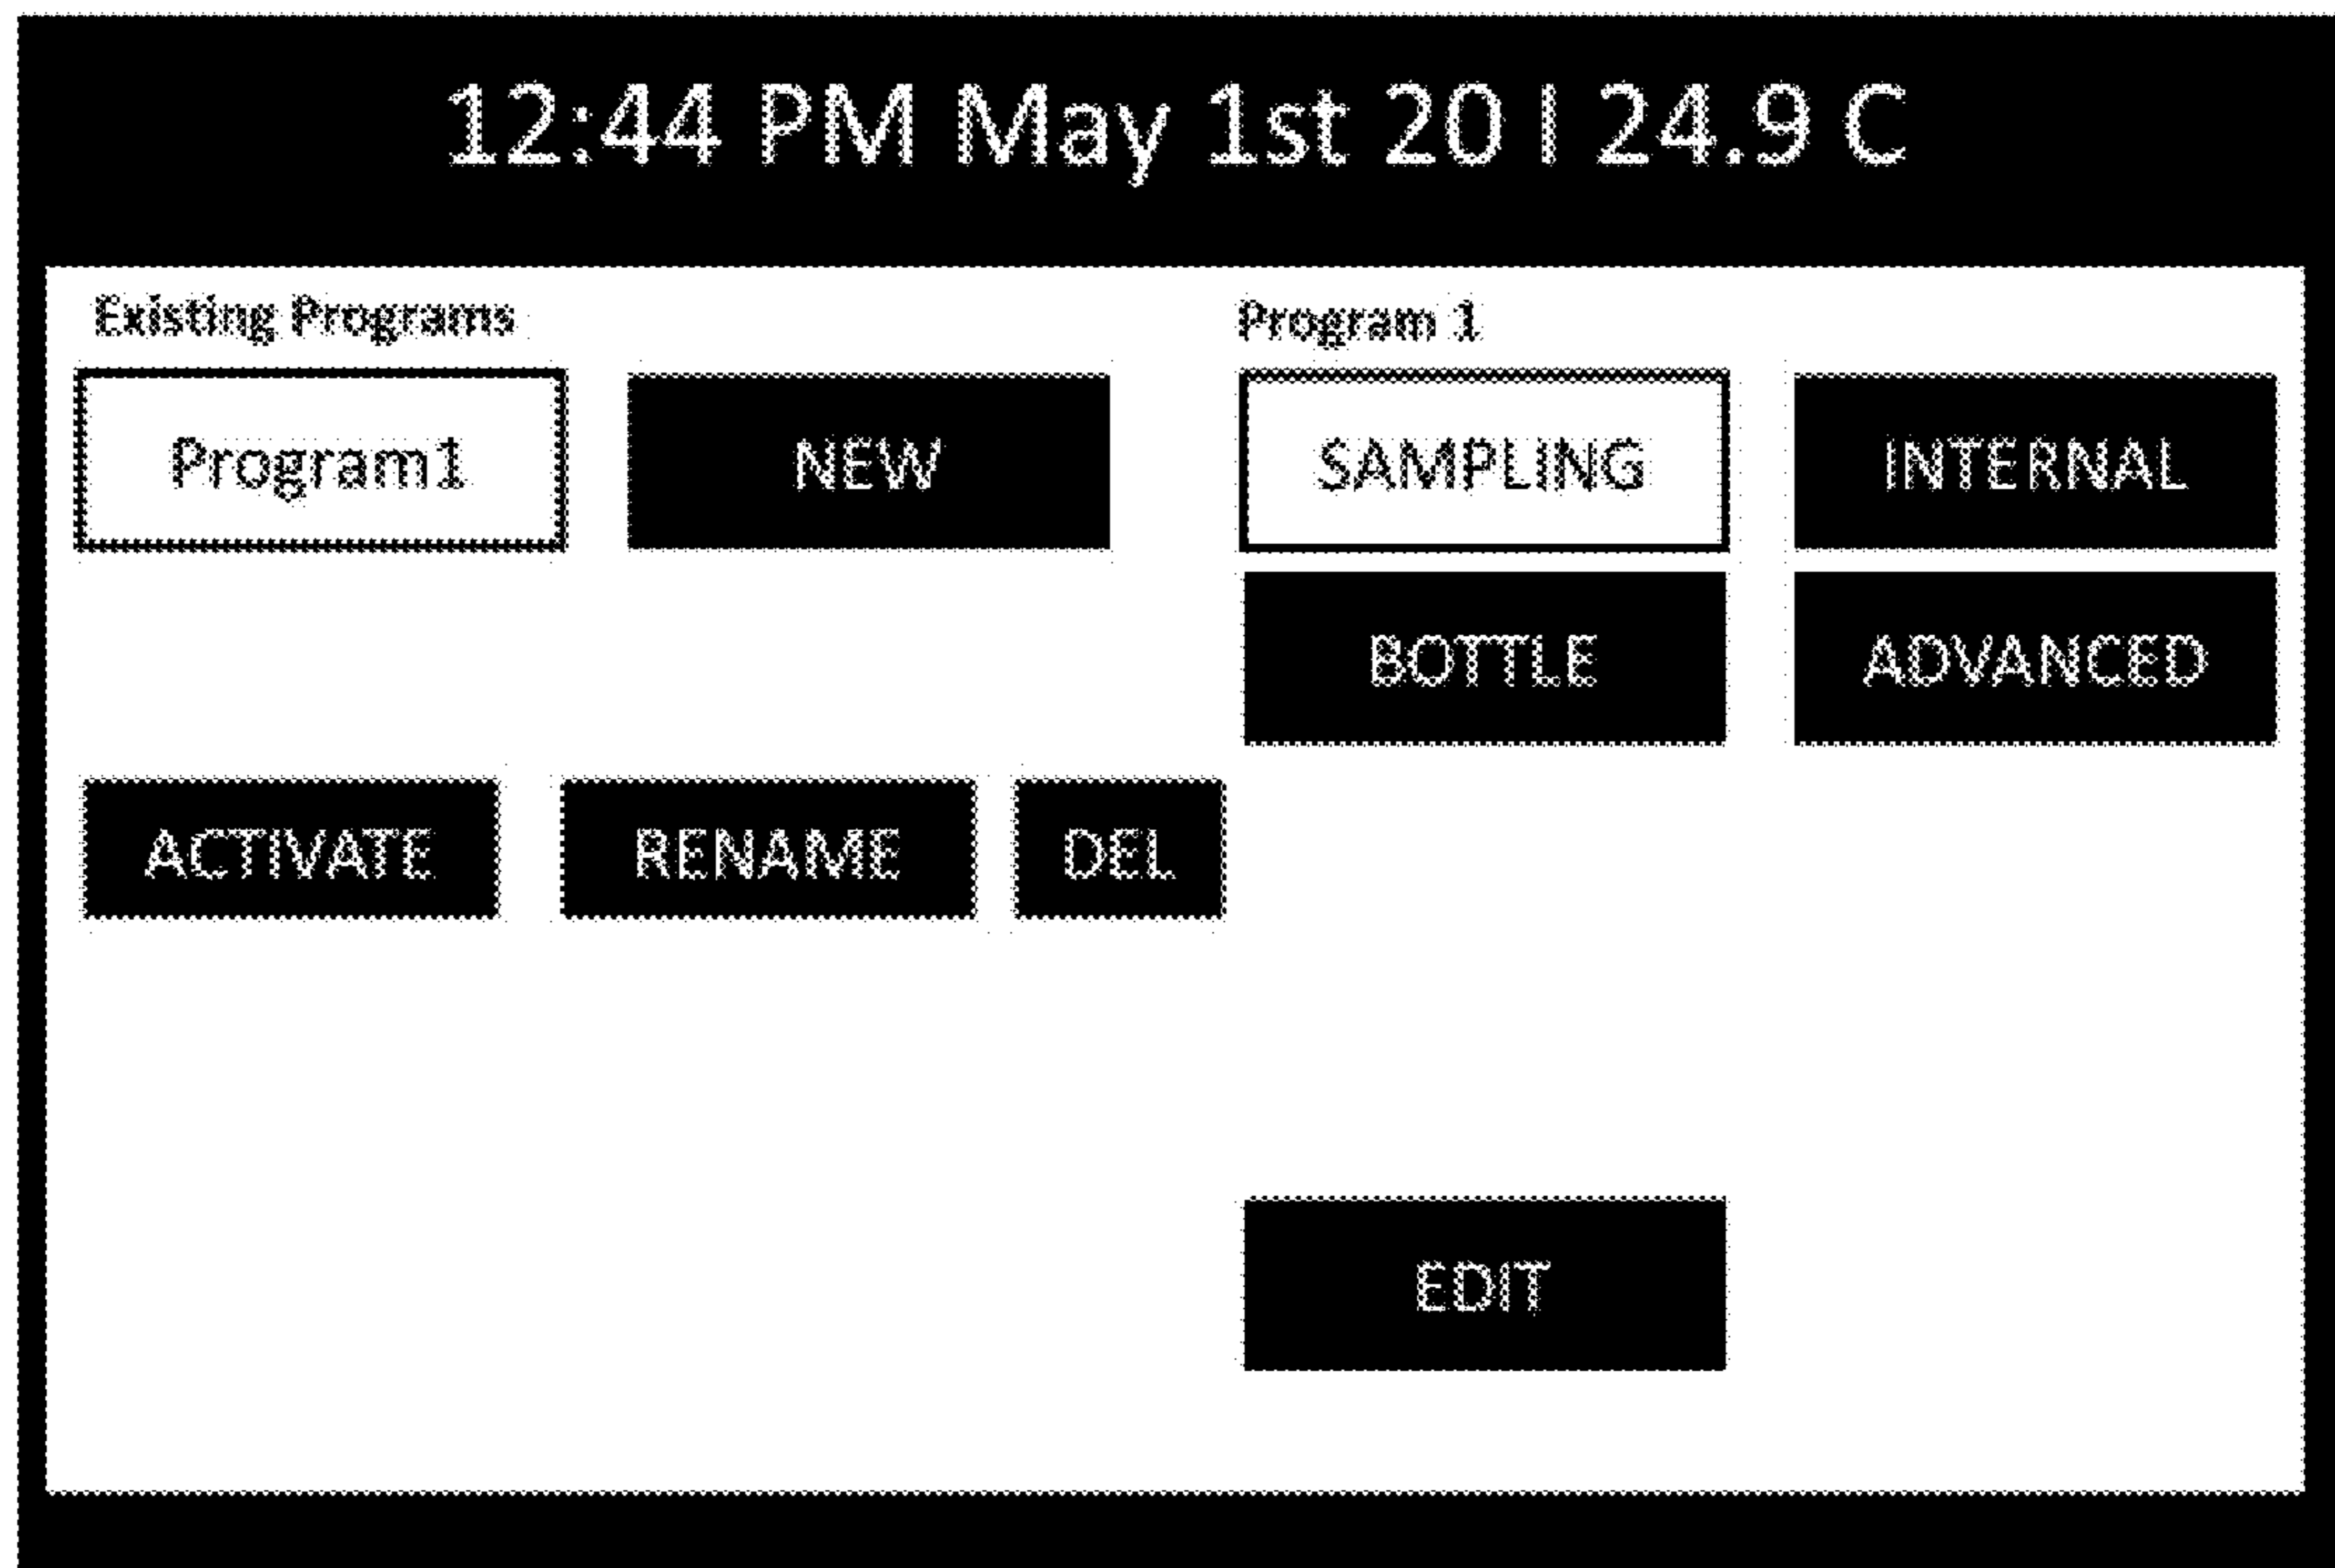 12:44 PM May 1st 20 | 24.9 C
Existing Programs
Program 1
Program1
NEW
SAMPLING
INTERNAL
BOTTLE
ADVANCED
ACTIVATE
RENAME
DEL
EDIT